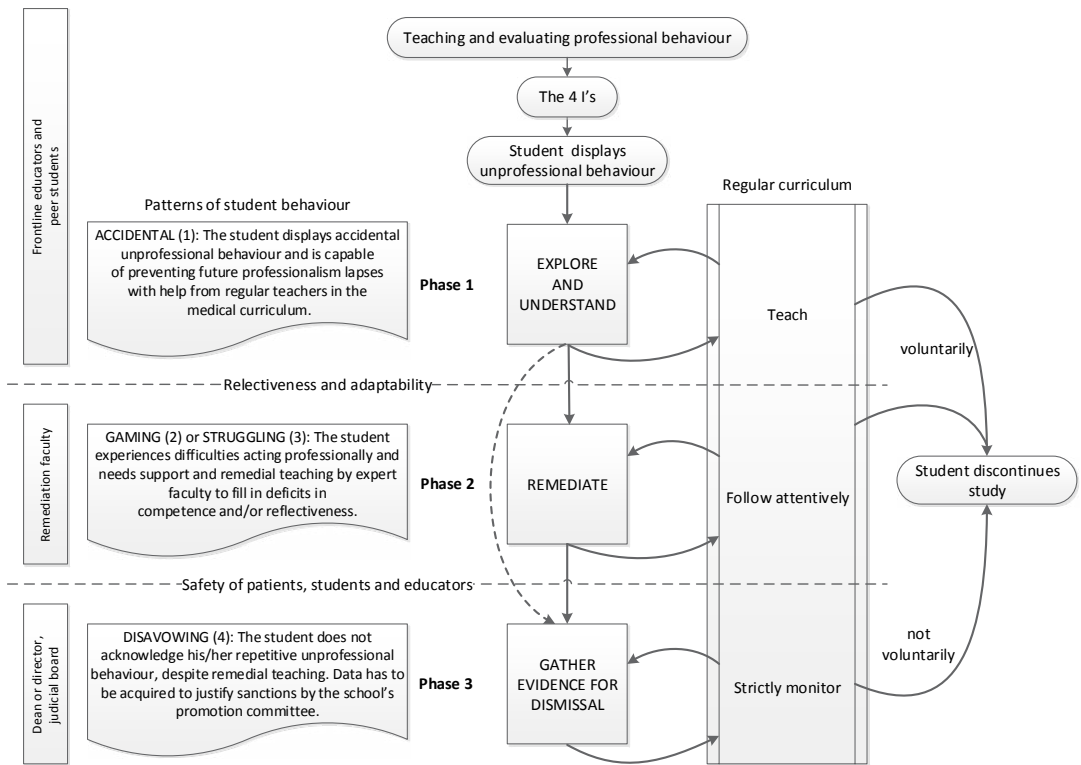 Teaching and evaluating professional behaviour
The 4 I's
Student displays
unprofessional behaviour
Regular curriculum
Frontline educators and
peer students
Patterns of student behaviour
ACCIDENTAL (1): The student displays accidental
unprofessional behaviour and is capable
of preventing future professionalism lapses
with help from regular teachers in the
medical curriculum.
Phase 1
EXPLORE
AND
UNDERSTAND
Teach
voluntarily
Relectiveness and adaptability
Remediation faculty
GAMING (2) or STRUGGLING (3): The student
experiences difficulties acting professionally and
needs support and remedial teaching by expert
faculty to fill in deficits in
competence and/or reflectiveness.
Phase 2
REMEDIATE
Follow attentively
Student discontinues
study
Safety of patients, students and educators
Dean or director,
judicial board
DISAVOWING (4): The student does not
acknowledge his/her repetitive unprofessional
behaviour, despite remedial teaching. Data has to
be acquired to justify sanctions by the school's
promotion committee.
Phase 3
GATHER
EVIDENCE FOR
DISMISSAL
Strictly monitor
not
voluntarily